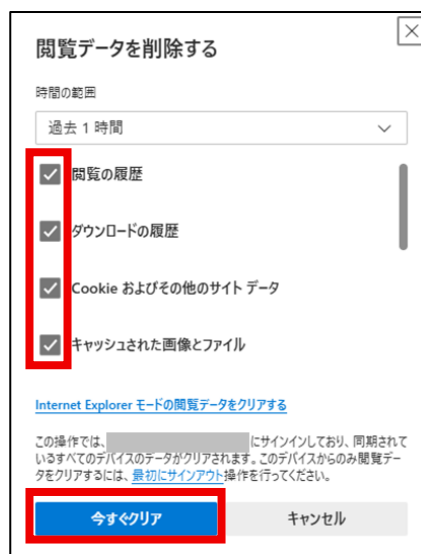 閲覧データを削除する
時間の範囲
過去 1 時間
閲覧の履歴
ダウンロードの履歴
Cookie およびその他のサイト データ
キャッシュされた画像とファイル
Internet Explorer モードの閲覧データをクリアする
この操作では、 にサインインしており、同期されて
いるすべてのデバイスのデータがクリアされます。このデバイスからのみ閲覧デー
タをクリアするには、最初にサインアウト操作を行ってください。
今すぐクリア
キャンセル